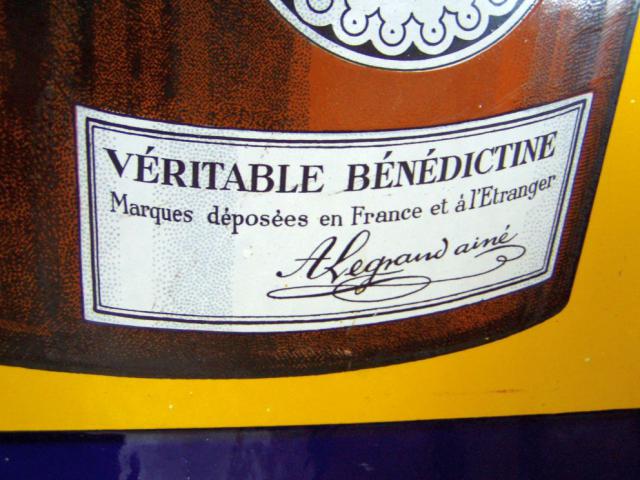 VÉRITABLE BÉNÉDICTINE
Marques déposées en France et à l'Etranger
A Legrand ainé